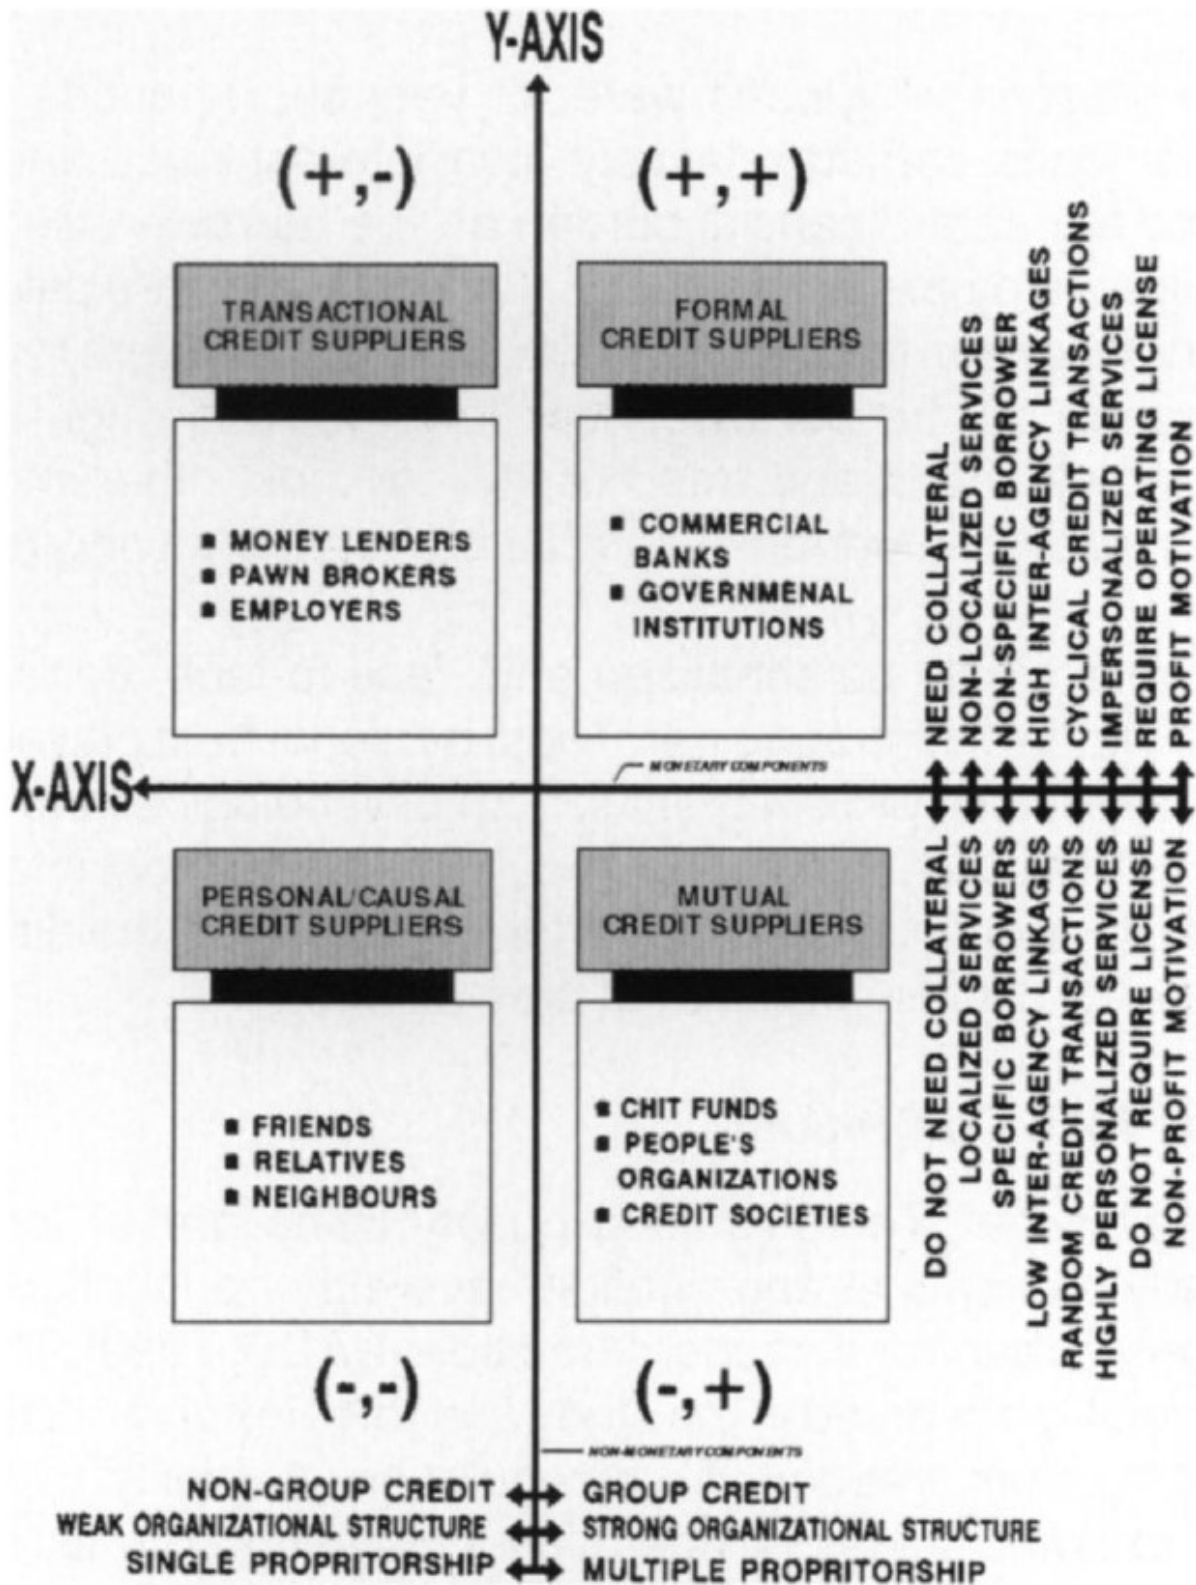 Y-AXIS
(+,-)
(+,+)
TRANSACTIONAL
CREDIT SUPPLIERS
FORMAL
CREDIT SUPPLIERS
■ MONEY LENDERS
■ PAWN BROKERS
■ EMPLOYERS
■ COMMERCIAL
BANKS
■ GOVERNMENAL
INSTITUTIONS
NEED COLLATERAL
NON-LOCALIZED SERVICES
NON-SPECIFIC BORROWER
HIGH INTER-AGENCY LINKAGES
CYCLICAL CREDIT TRANSACTIONS
IMPERSONALIZED SERVICES
REQUIRE OPERATING LICENSE
PROFIT MOTIVATION
MONETARY COMPONENTS
X-AXIS
PERSONAL/CAUSAL
CREDIT SUPPLIERS
MUTUAL
CREDIT SUPPLIERS
■ FRIENDS
■ RELATIVES
■ NEIGHBOURS
■ CHIT FUNDS
■ PEOPLE'S
ORGANIZATIONS
■ CREDIT SOCIETIES
DO NOT NEED COLLATERAL
LOCALIZED SERVICES
SPECIFIC BORROWERS
LOW INTER-AGENCY LINKAGES
RANDOM CREDIT TRANSACTIONS
HIGHLY PERSONALIZED SERVICES
DO NOT REQUIRE LICENSE
NON-PROFIT MOTIVATION
(-,-)
(-,+)
NON-MONETARY COMPONENTS
NON-GROUP CREDIT
GROUP CREDIT
WEAK ORGANIZATIONAL STRUCTURE
STRONG ORGANIZATIONAL STRUCTURE
SINGLE PROPRITORSHIP
MULTIPLE PROPRITORSHIP